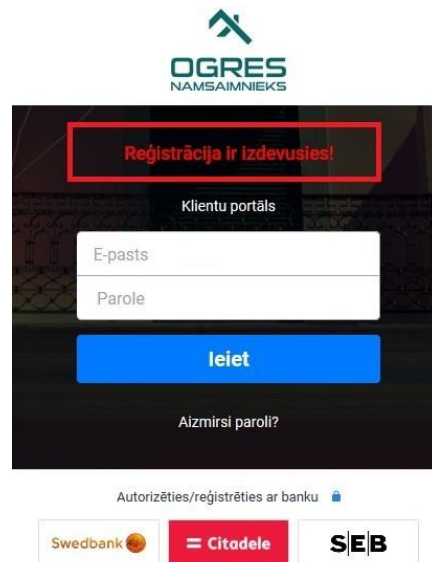 OGRES
NAMSAIMNIEKS
Reģistrācija ir izdevusies!
Klientu portāls
E-pasts
Parole
Ieiet
Aizmirsi paroli?
Autorizēties/reģistrēties ar banku
Swedbank
Citadele
SEB